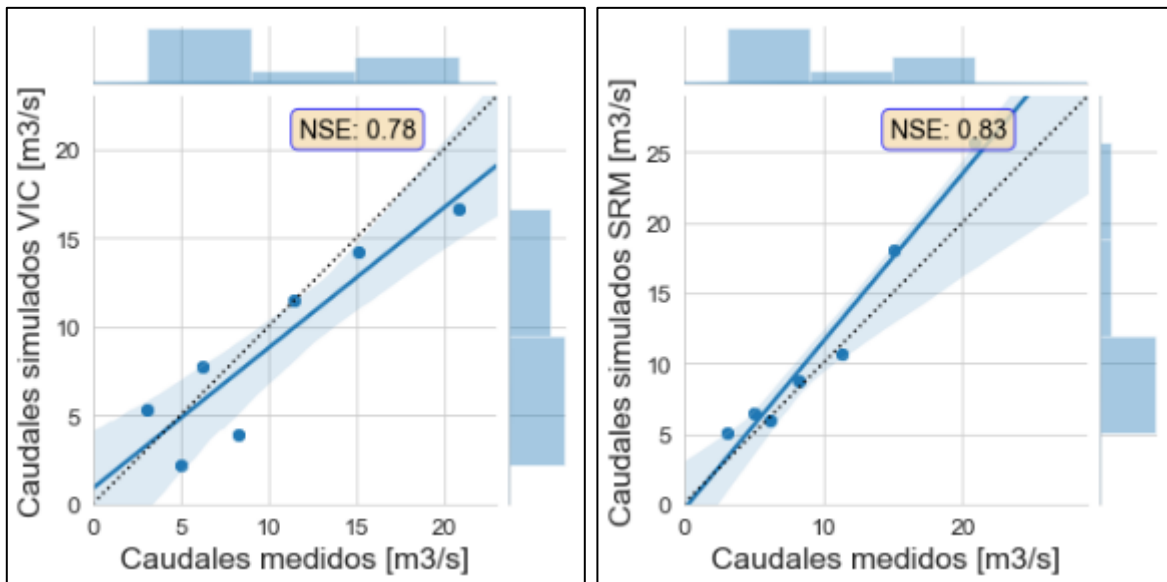 NSE: 0.78
Caudales simulados VIC [m3/s]
20
15
10
5
0
0 5 10 15 20
Caudales medidos [m3/s]
NSE: 0.83
Caudales simulados SRM [m3/s]
25
20
15
10
5
0
0 10 20
Caudales medidos [m3/s]